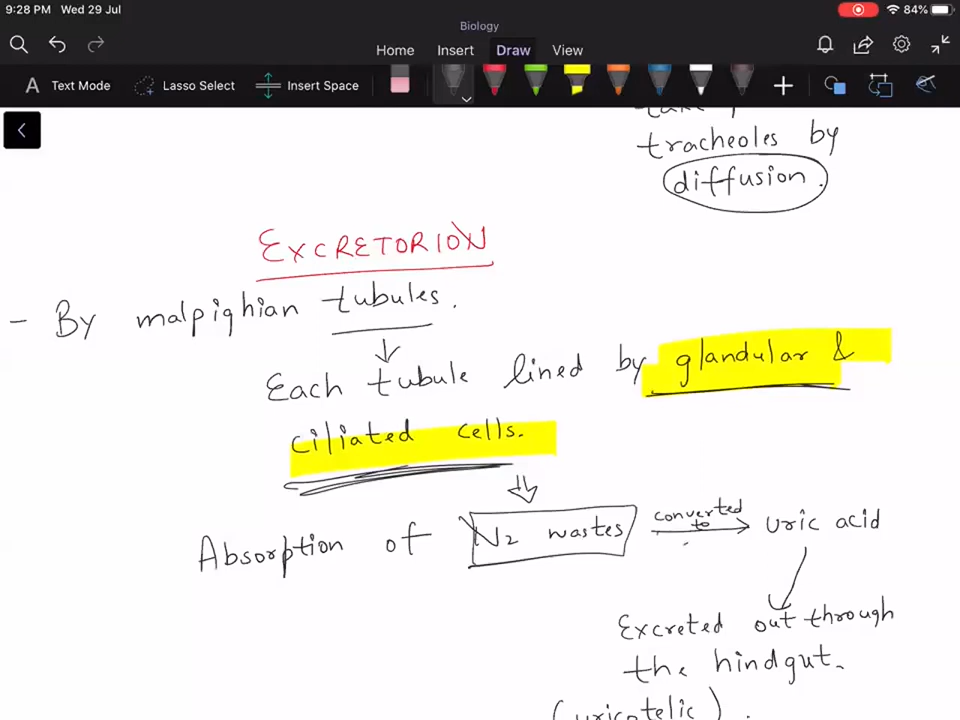 9:28 PM Wed 29 Jul
84%
Biology
Home Insert Draw View
Text Mode Lasso Select Insert Space
tracheoles by
diffusion.
EXCRETORION
- By malpighian tubules.
Each tubule lined by glandular &
ciliated cells.
Absorption of N2 wastes converted to uric acid
Excreted out through
the hindgut.
(uricotelic).